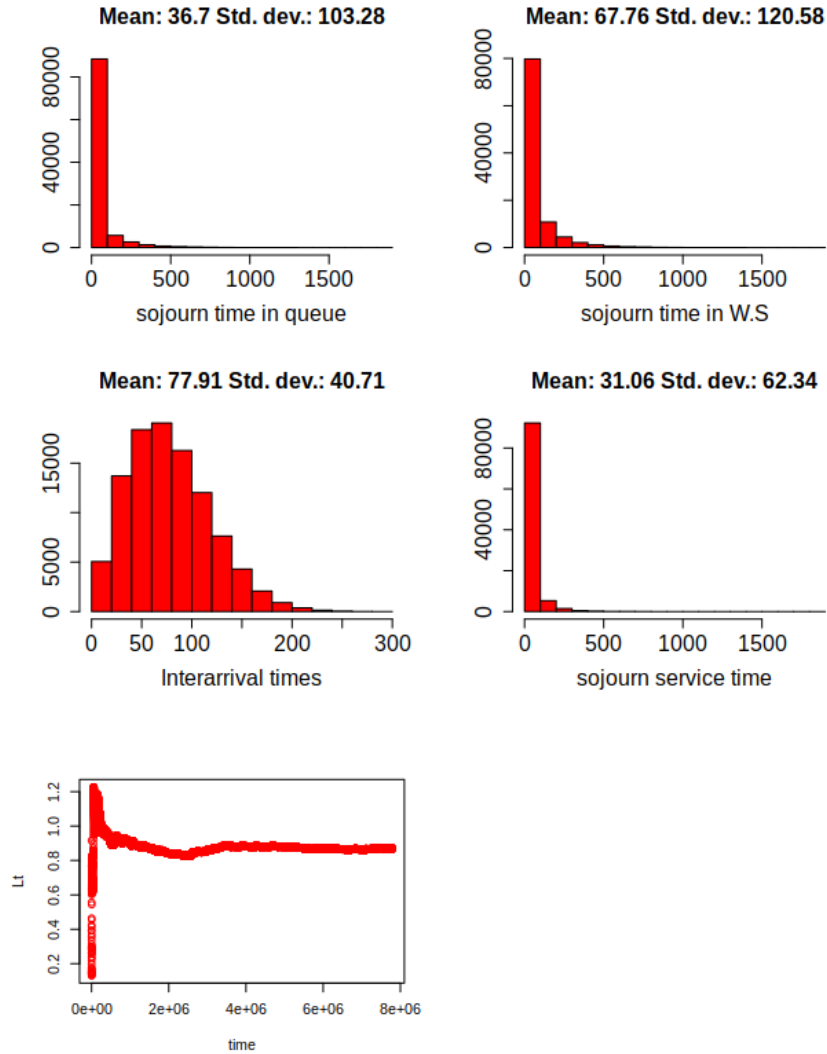 Mean: 36.7 Std. dev.: 103.28
80000
40000
0
0 500 1000 1500
sojourn time in queue
Mean: 67.76 Std. dev.: 120.58
80000
40000
0
0 500 1000 1500
sojourn time in W.S
Mean: 77.91 Std. dev.: 40.71
15000
5000
0
0 50 100 200 300
Interarrival times
Mean: 31.06 Std. dev.: 62.34
80000
40000
0
0 500 1000 1500
sojourn service time
Lt
1.2
1.0
0.8
0.6
0.4
0.2
0e+00 2e+06 4e+06 6e+06 8e+06
time